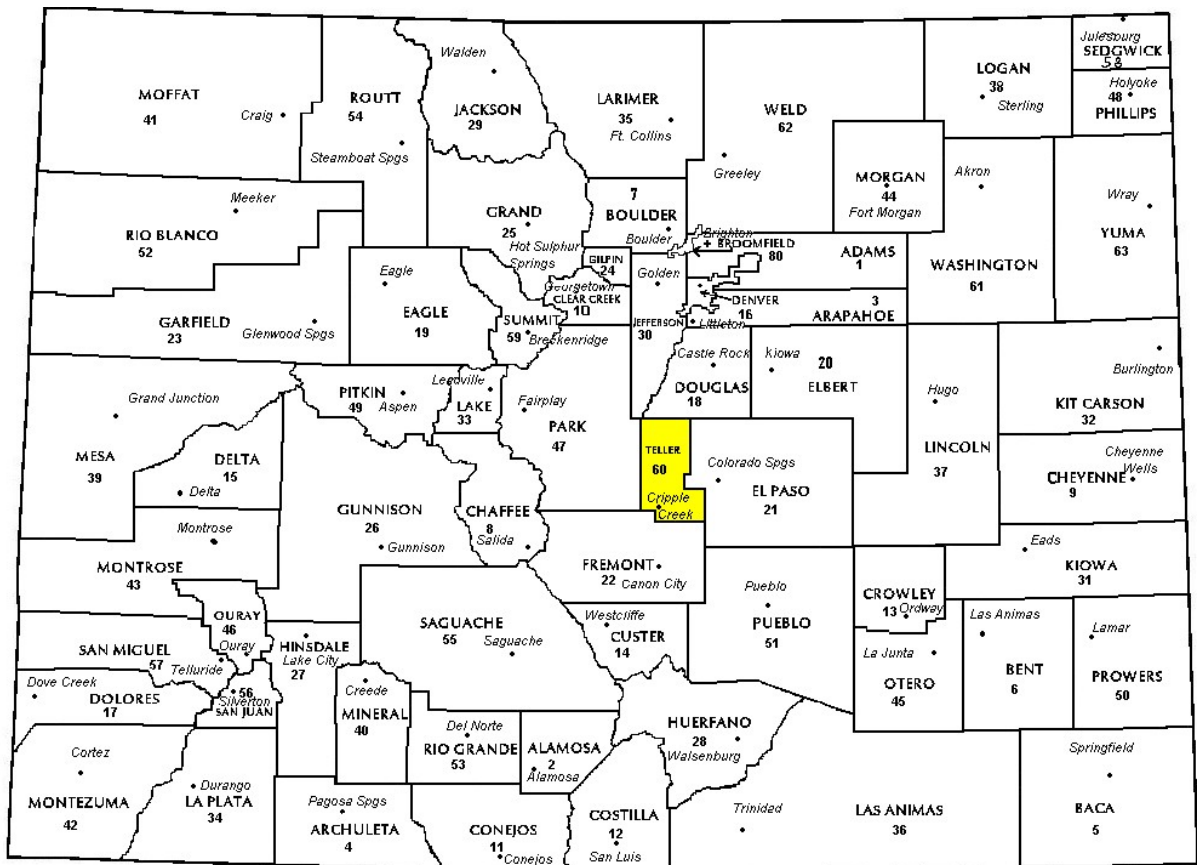 Walden
JACKSON
29
MOFFAT
41
Craig
ROUTT
54
Steamboat Spgs
LARIMER
35
Ft. Collins
WELD
62
Greeley
LOGAN
38
Sterling
Julesburg
SEDGWICK
58
Holyoke
48
PHILLIPS
MORGAN
44
Fort Morgan
Akron
WASHINGTON
61
Wray
YUMA
63
Meeker
RIO BLANCO
52
GRAND
25
Hot Sulphur
Springs
7
BOULDER
Boulder
Brighton
+ BROOMFIELD
80
ADAMS
1
GILPIN
24
Georgetown
CLEAR CREEK
10
Golden
JEFFERSON
30
DENVER
16
Littleton
3
ARAPAHOE
Eagle
EAGLE
19
SUMMIT
59
Breckenridge
GARFIELD
23
Glenwood Spgs
Castle Rock
DOUGLAS
18
kiowa
20
ELBERT
Hugo
LINCOLN
37
Burlington
KIT CARSON
32
Grand Junction
MESA
39
PITKIN
49
Aspen
Leadville
LAKE
33
Fairplay
PARK
47
TELLER
60
Cripple
Creek
Colorado Spgs
EL PASO
21
Cheyenne
Wells
CHEYENNE
9
DELTA
15
Delta
GUNNISON
26
Gunnison
CHAFFEE
8
Salida
Montrose
MONTROSE
43
FREMONT
22
Canon City
Pueblo
PUEBLO
51
CROWLEY
13
Ordway
Eads
KIOWA
31
OURAY
46
Ouray
SAN MIGUEL
57
Telluride
HINSDALE
Lake City
27
SAGUACHE
55
Saguache
Westcliffe
CUSTER
14
La Junta
OTERO
45
Las Animas
BENT
6
Lamar
PROWERS
50
Dove Creek
DOLORES
17
56
Silverton
SAN JUAN
Creede
MINERAL
40
Del Norte
RIO GRANDE
53
ALAMOSA
2
Alamosa
HUERFANO
28
Walsenburg
Cortez
MONTEZUMA
42
Durango
LA PLATA
34
Pagosa Spgs
ARCHULETA
4
CONEJOS
11
Conejos
COSTILLA
12
San Luis
Trinidad
LAS ANIMAS
36
Springfield
BACA
5